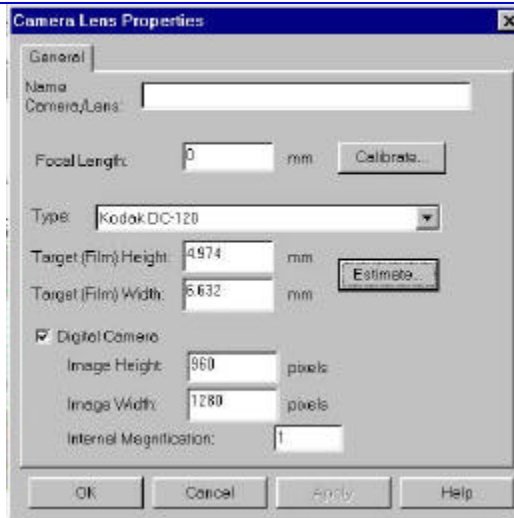 Camera Lens Properties
General
Name
Camera/Lens:
Focal Length: 0 mm Calibrate...
Type: Kodak DC-120
Target (Film) Height: 4.974 mm
Estimate...
Target (Film) Width: 6.632 mm
Digital Camera
Image Height: 960 pixels
Image Width: 1280 pixels
Internal Magnification: 1
OK Cancel Apply Help